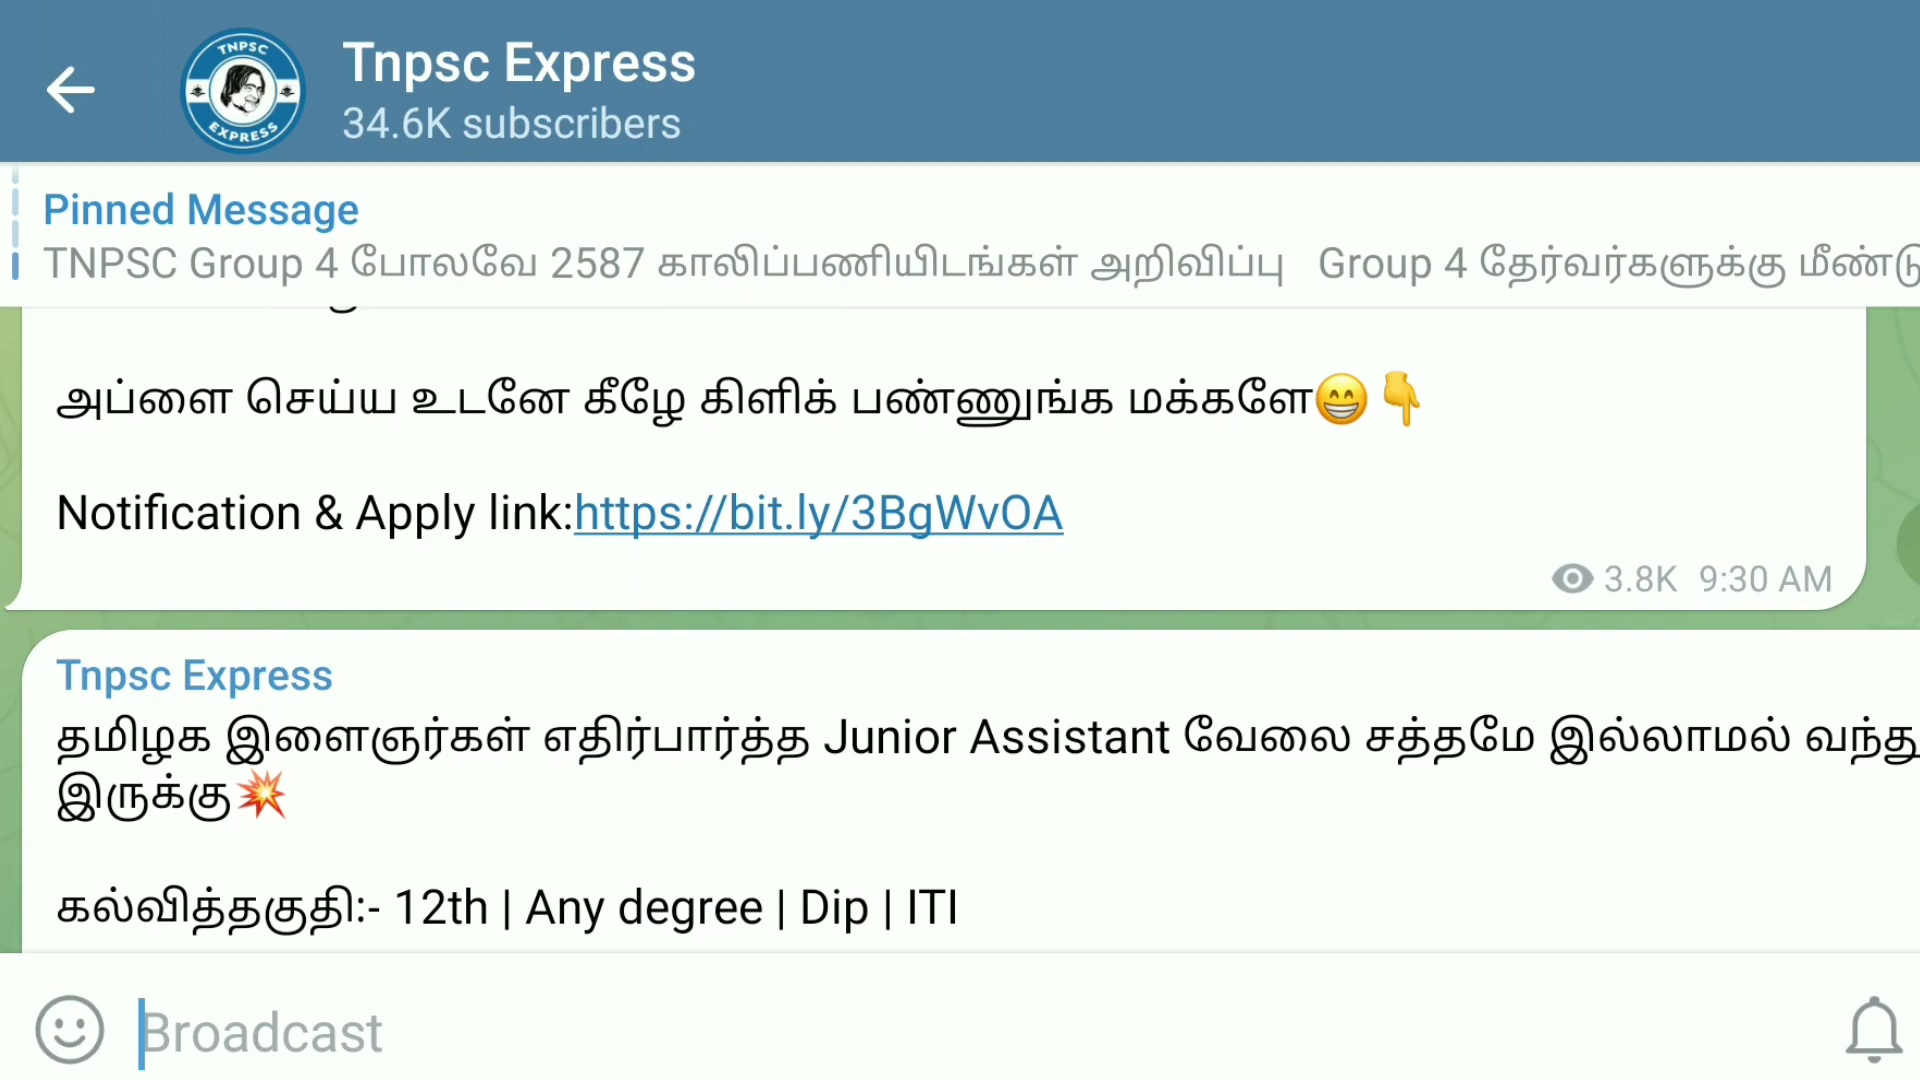 TNPSC
EXPRESS
Tnpsc Express
34.6K subscribers
Pinned Message
TNPSC Group 4 போலவே 2587 காலிப்பணியிடங்கள் அறிவிப்பு Group 4 தேர்வர்களுக்கு மீண்டு
அப்ளை செய்ய உடனே கீழே கிளிக் பண்ணுங்க மக்களே😁👇
Notification & Apply link:https://bit.ly/3BgWvOA
3.8K 9:30 AM
Tnpsc Express
தமிழக இளைஞர்கள் எதிர்பார்த்த Junior Assistant வேலை சத்தமே இல்லாமல் வந்து
இருக்கு💥
கல்வித்தகுதி:- 12th | Any degree | Dip | ITI
Broadcast